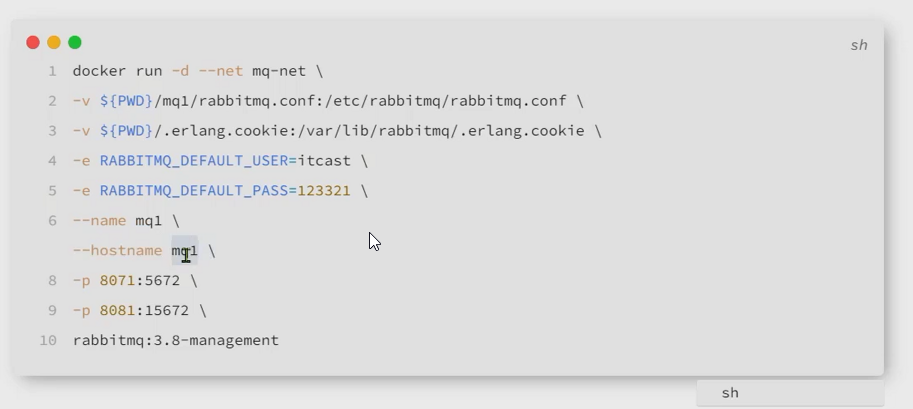 sh
1 docker run -d --net mq-net \
2 -v ${PWD}/mq1/rabbitmq.conf:/etc/rabbitmq/rabbitmq.conf \
3 -v ${PWD}/.erlang.cookie:/var/lib/rabbitmq/.erlang.cookie \
4 -e RABBITMQ_DEFAULT_USER=itcast \
5 -e RABBITMQ_DEFAULT_PASS=123321 \
6 --name mq1 \
--hostname mq1 \
8 -p 8071:5672 \
9 -p 8081:15672 \
10 rabbitmq:3.8-management
sh